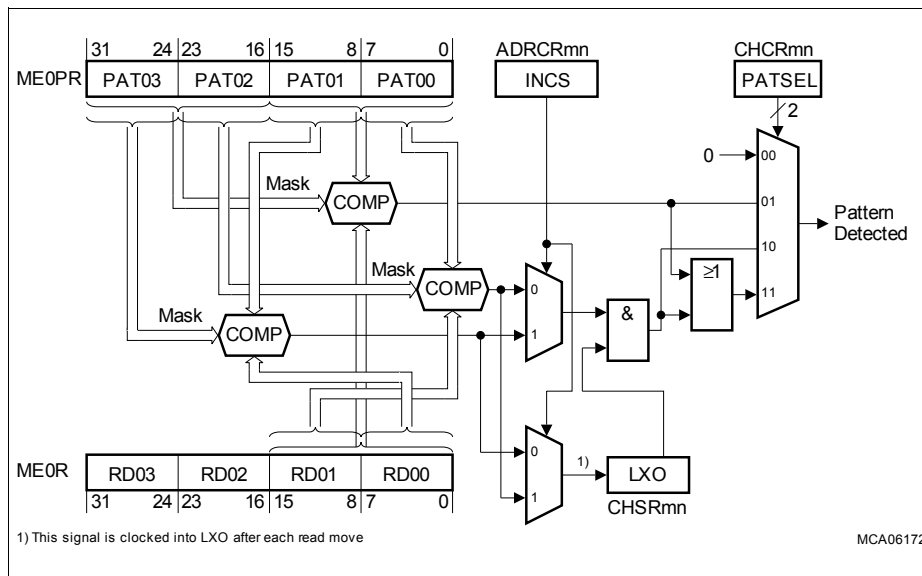 31 24 23 16 15 8 7 0
ME0PR PAT03 PAT02 PAT01 PAT00
ADRCRmn
INCS
CHCRmn
PATSEL
2
0
00
01
10
11
Pattern
Detected
Mask
COMP
Mask
COMP
Mask
COMP
0
1
&
≥1
0
1
1)
LXO
CHSRmn
ME0R RD03 RD02 RD01 RD00
31 24 23 16 15 8 7 0
1) This signal is clocked into LXO after each read move
MCA06172